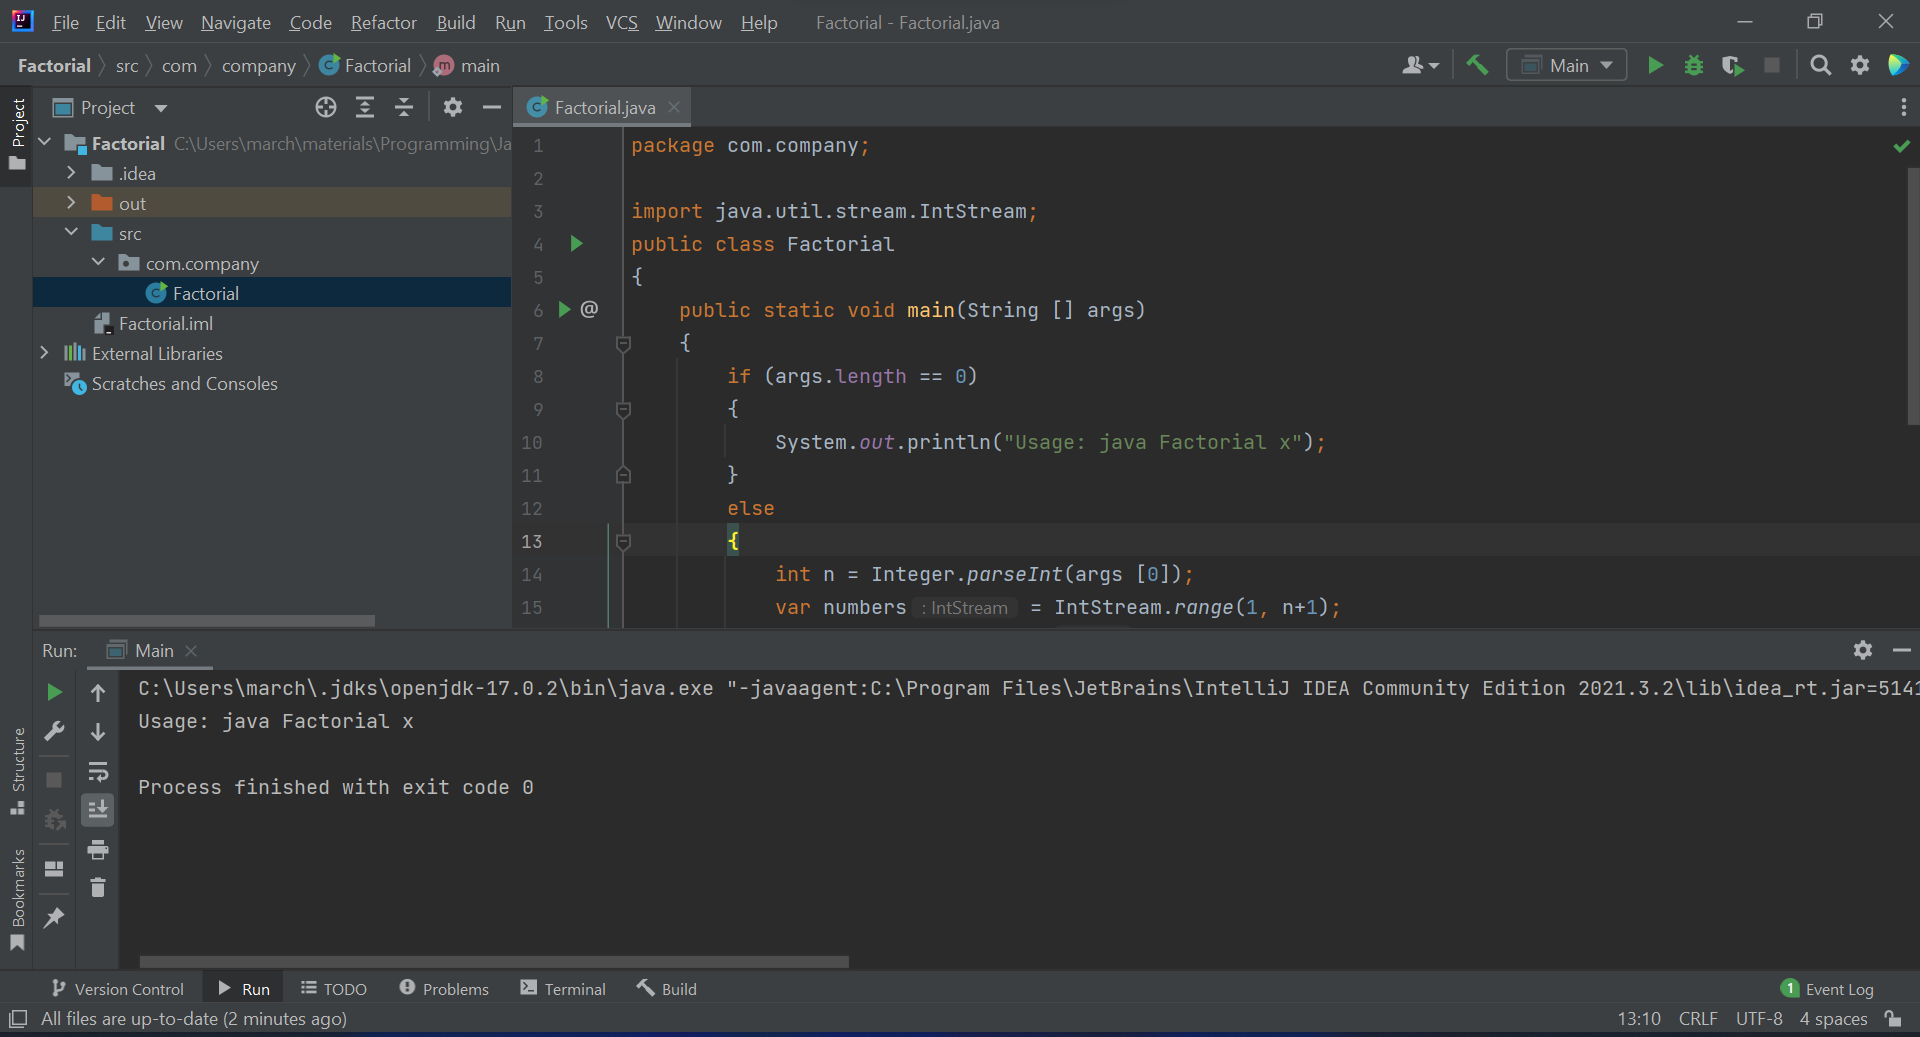 File Edit View Navigate Code Refactor Build Run Tools VCS Window Help Factorial - Factorial.java
Factorial src com company Factorial main Main
Project
Project
Factorial C:\Users\march\materials\Programming\Ja
.idea
out
src
com.company
Factorial
Factorial.iml
External Libraries
Scratches and Consoles
Factorial.java
1 package com.company;
2
3 import java.util.stream.IntStream;
4 public class Factorial
5 {
6 @ public static void main(String [] args)
7 {
8 if (args.length == 0)
9 {
10 System.out.println("Usage: java Factorial x");
11 }
12 else
13 {
14 int n = Integer.parseInt(args [0]);
15 var numbers : IntStream = IntStream.range(1, n+1);
Run: Main
C:\Users\march\.jdks\openjdk-17.0.2\bin\java.exe "-javaagent:C:\Program Files\JetBrains\IntelliJ IDEA Community Edition 2021.3.2\lib\idea_rt.jar=5141
Usage: java Factorial x
Process finished with exit code 0
Structure
Bookmarks
Version Control Run TODO Problems Terminal Build 1 Event Log
All files are up-to-date (2 minutes ago) 13:10 CRLF UTF-8 4 spaces